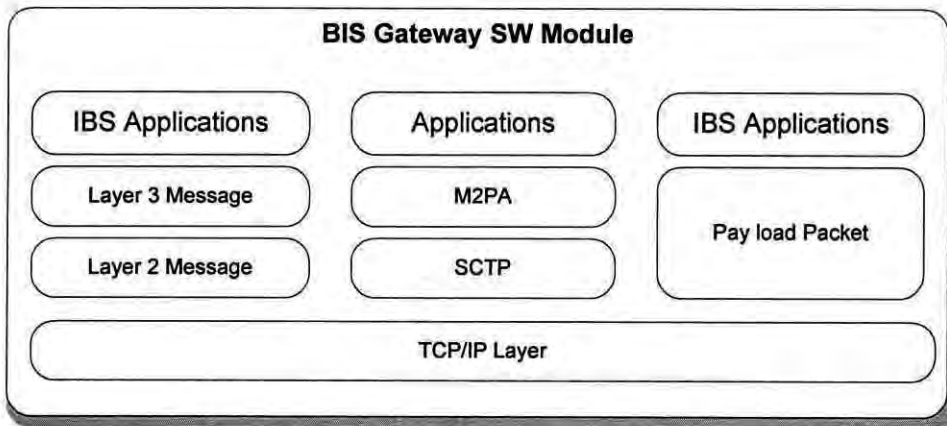 BIS Gateway SW Module
IBS Applications
Applications
IBS Applications
Layer 3 Message
M2PA
Pay load Packet
Layer 2 Message
SCTP
TCP/IP Layer